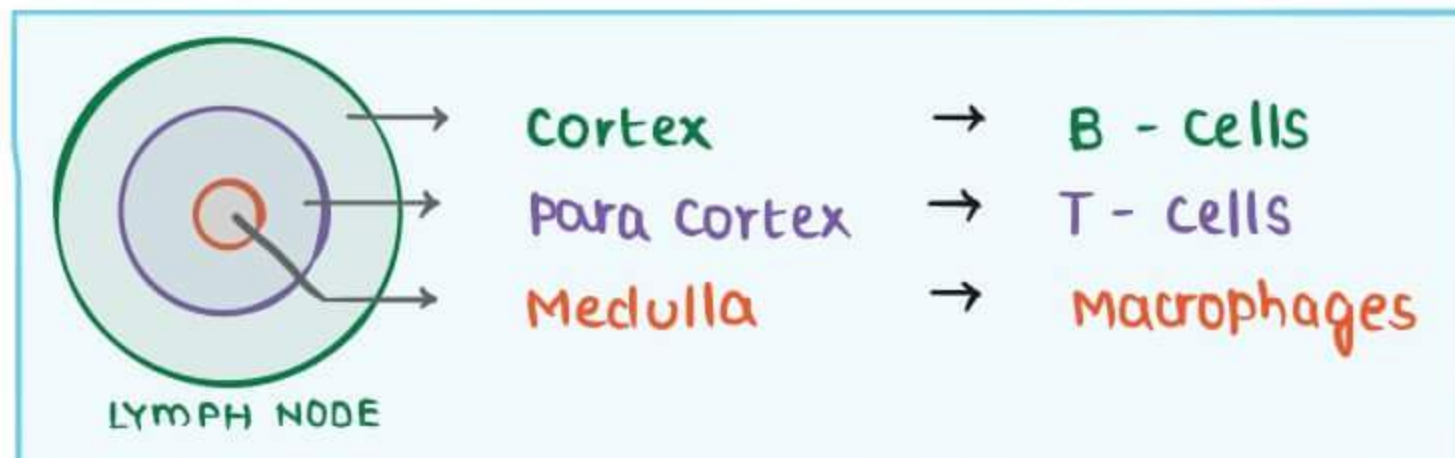 Cortex → B - cells
Para Cortex → T - cells
Medulla → Macrophages
LYMPH NODE